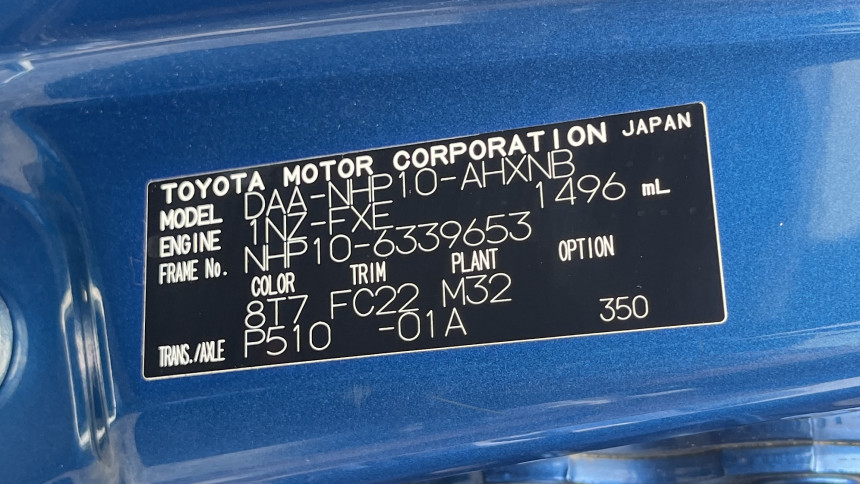 TOYOTA MOTOR CORPORATION JAPAN
MODEL DAA-NHP10-AHXNB
ENGINE 1NZ-FXE 1496 mL
FRAME No. NHP10-6339653
COLOR TRIM PLANT OPTION
8T7 FC22 M32
TRANS./AXLE P510 -01A 350